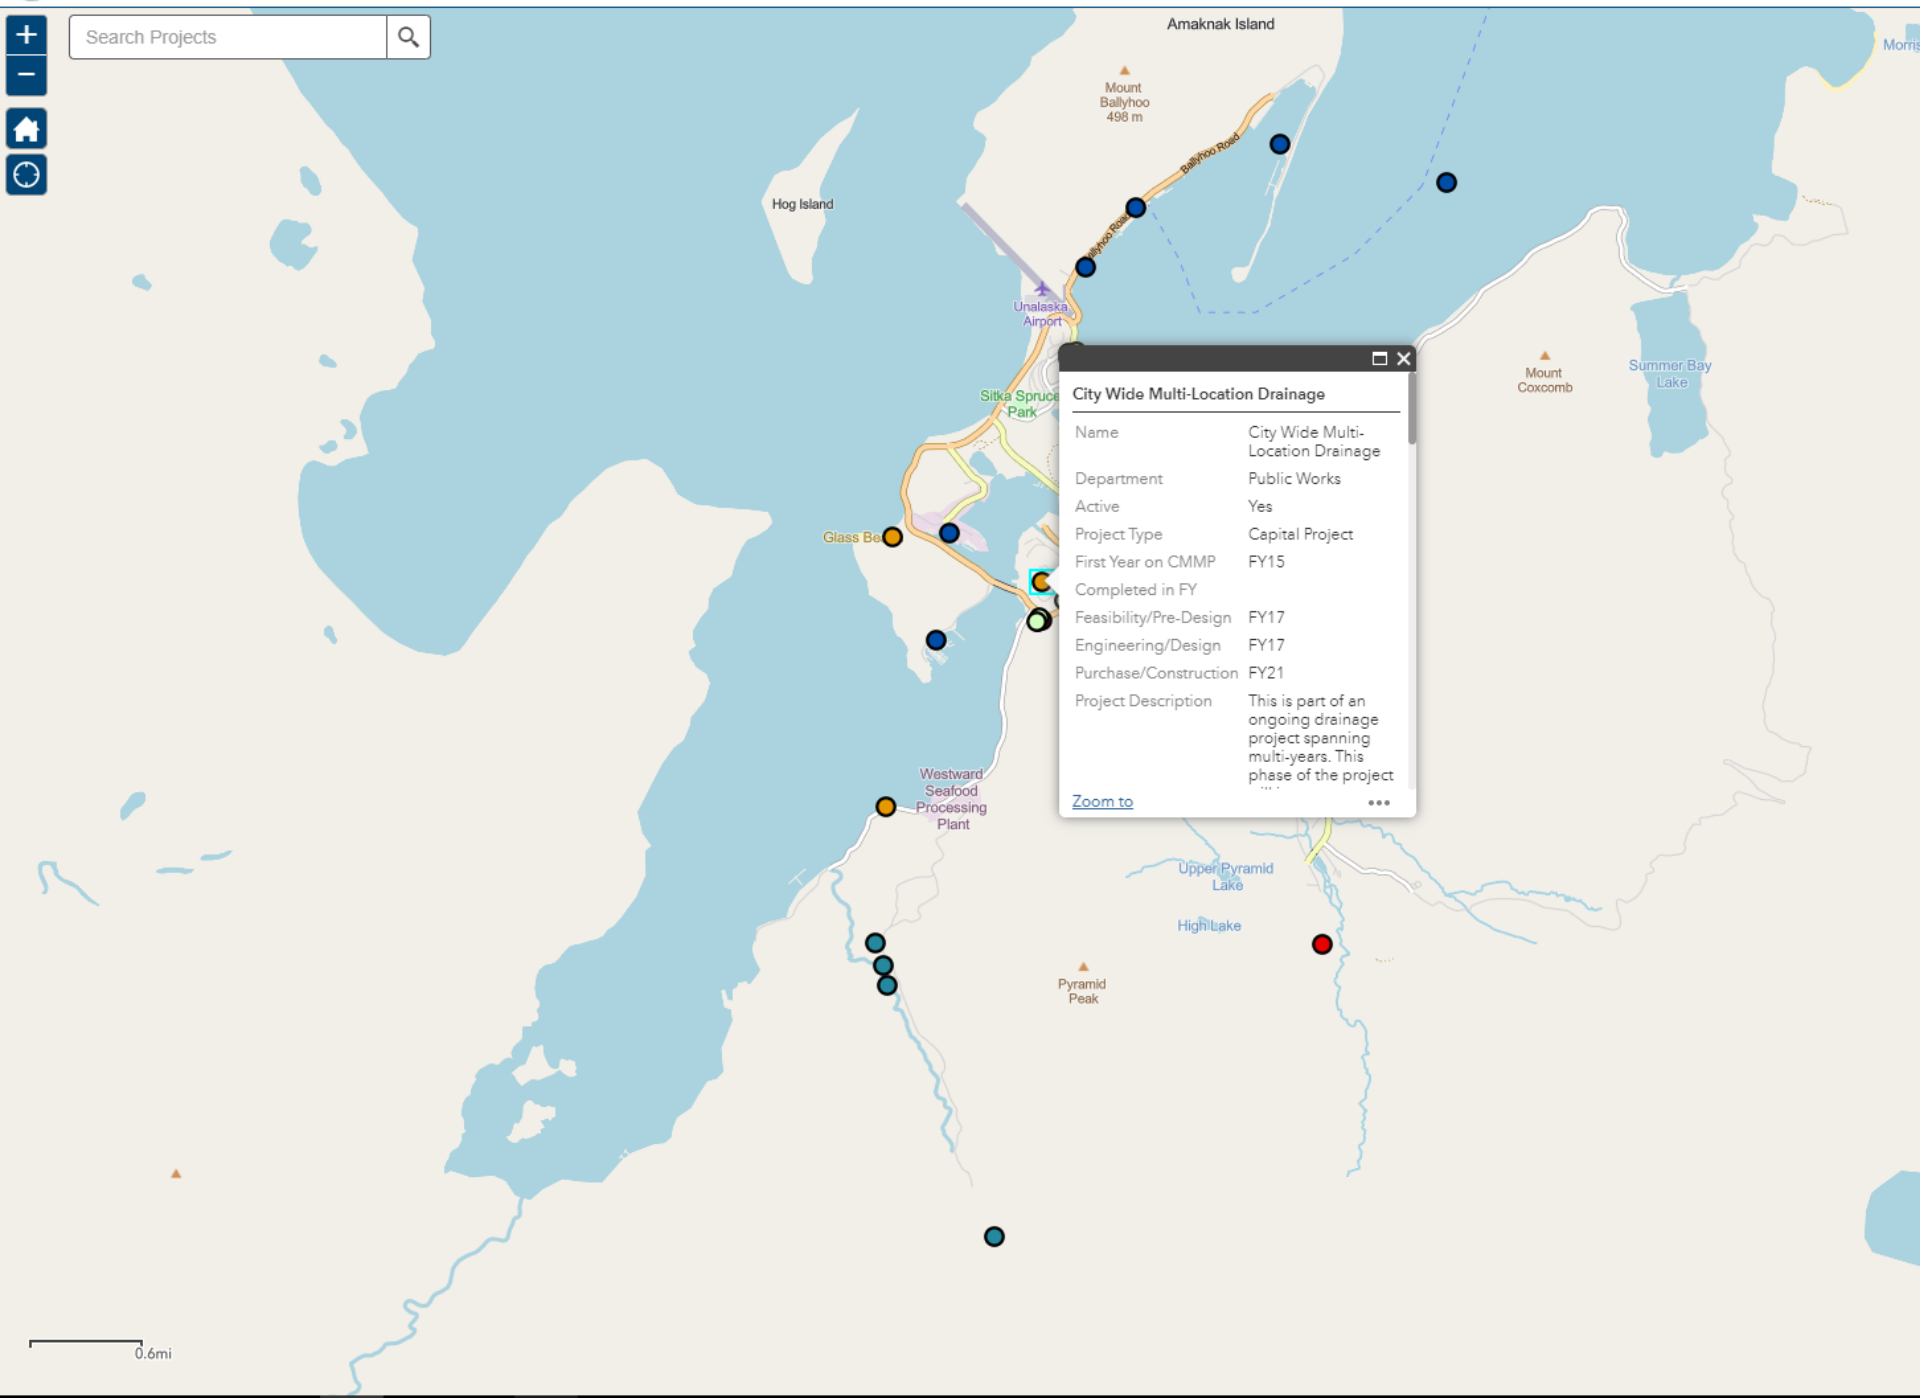 Search Projects
Amaknak Island
Mount
Ballyhoo
498 m
Ballyhoo Road
Hog Island
Unalaska
Airport
Sitka Spruce
Park
Mount
Coxcomb
Summer Bay
Lake
City Wide Multi-Location Drainage
Name City Wide Multi-
Location Drainage
Department Public Works
Active Yes
Project Type Capital Project
First Year on CMMP FY15
Completed in FY
Feasibility/Pre-Design FY17
Engineering/Design FY17
Purchase/Construction FY21
Project Description This is part of an
ongoing drainage
project spanning
multi-years. This
phase of the project
Zoom to
Glass
Westward
Seafood
Processing
Plant
Upper Pyramid
Lake
High Lake
Pyramid
Peak
0.6mi